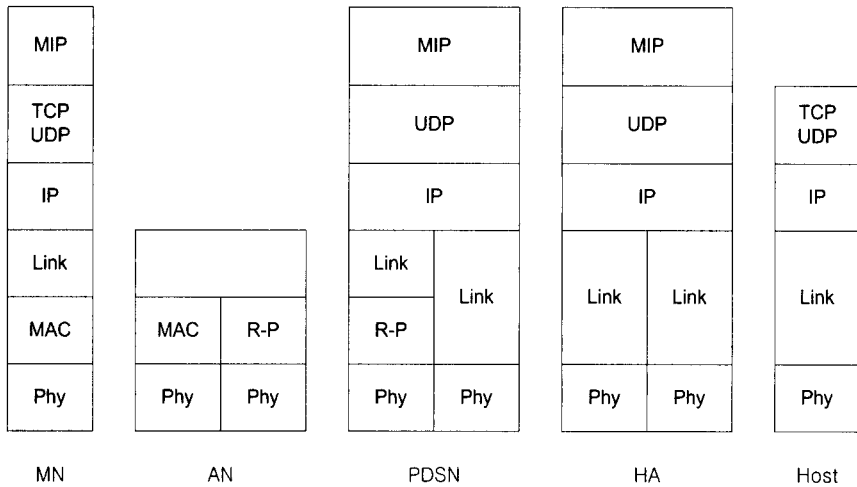 MIP
TCP
UDP
IP
Link
MAC
Phy
MN
MAC
R-P
Phy
Phy
AN
MIP
UDP
IP
Link
R-P
Link
Phy
Phy
PDSN
MIP
UDP
IP
Link
Link
Phy
Phy
HA
TCP
UDP
IP
Link
Phy
Host